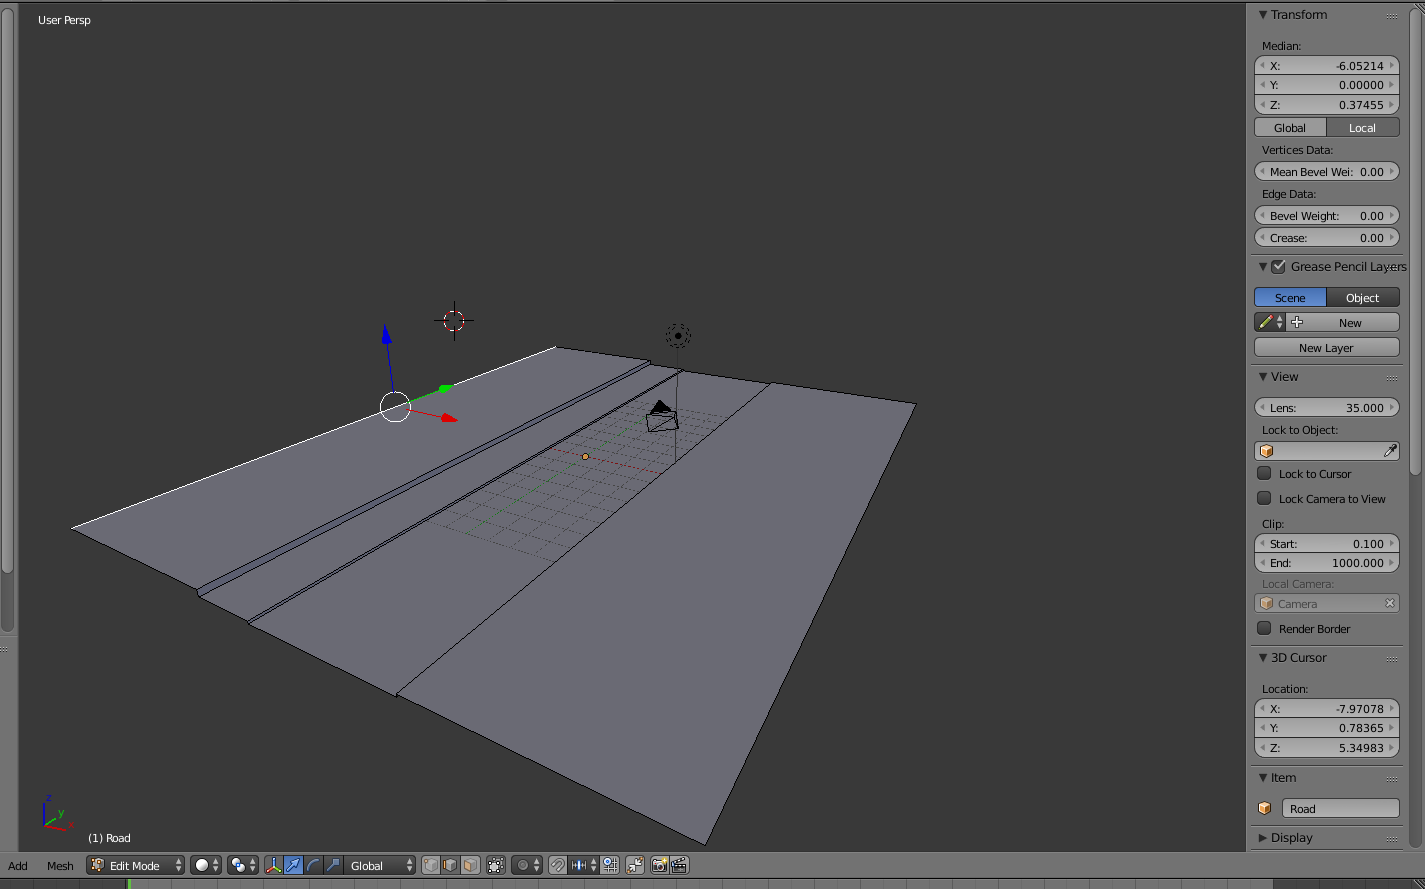 User Persp
Transform
Median:
X: -6.05214
Y: 0.00000
Z: 0.37455
Global Local
Vertices Data:
Mean Bevel Wei: 0.00
Edge Data:
Bevel Weight: 0.00
Crease: 0.00
Grease Pencil Layers
Scene Object
New
New Layer
View
Lens: 35.000
Lock to Object:
Lock to Cursor
Lock Camera to View
Clip:
Start: 0.100
End: 1000.000
Local Camera:
Camera
Render Border
3D Cursor
Location:
X: -7.97078
Y: 0.78365
Z: 5.34983
Item
Road
Display
z
y
x
(1) Road
Add Mesh Edit Mode Global